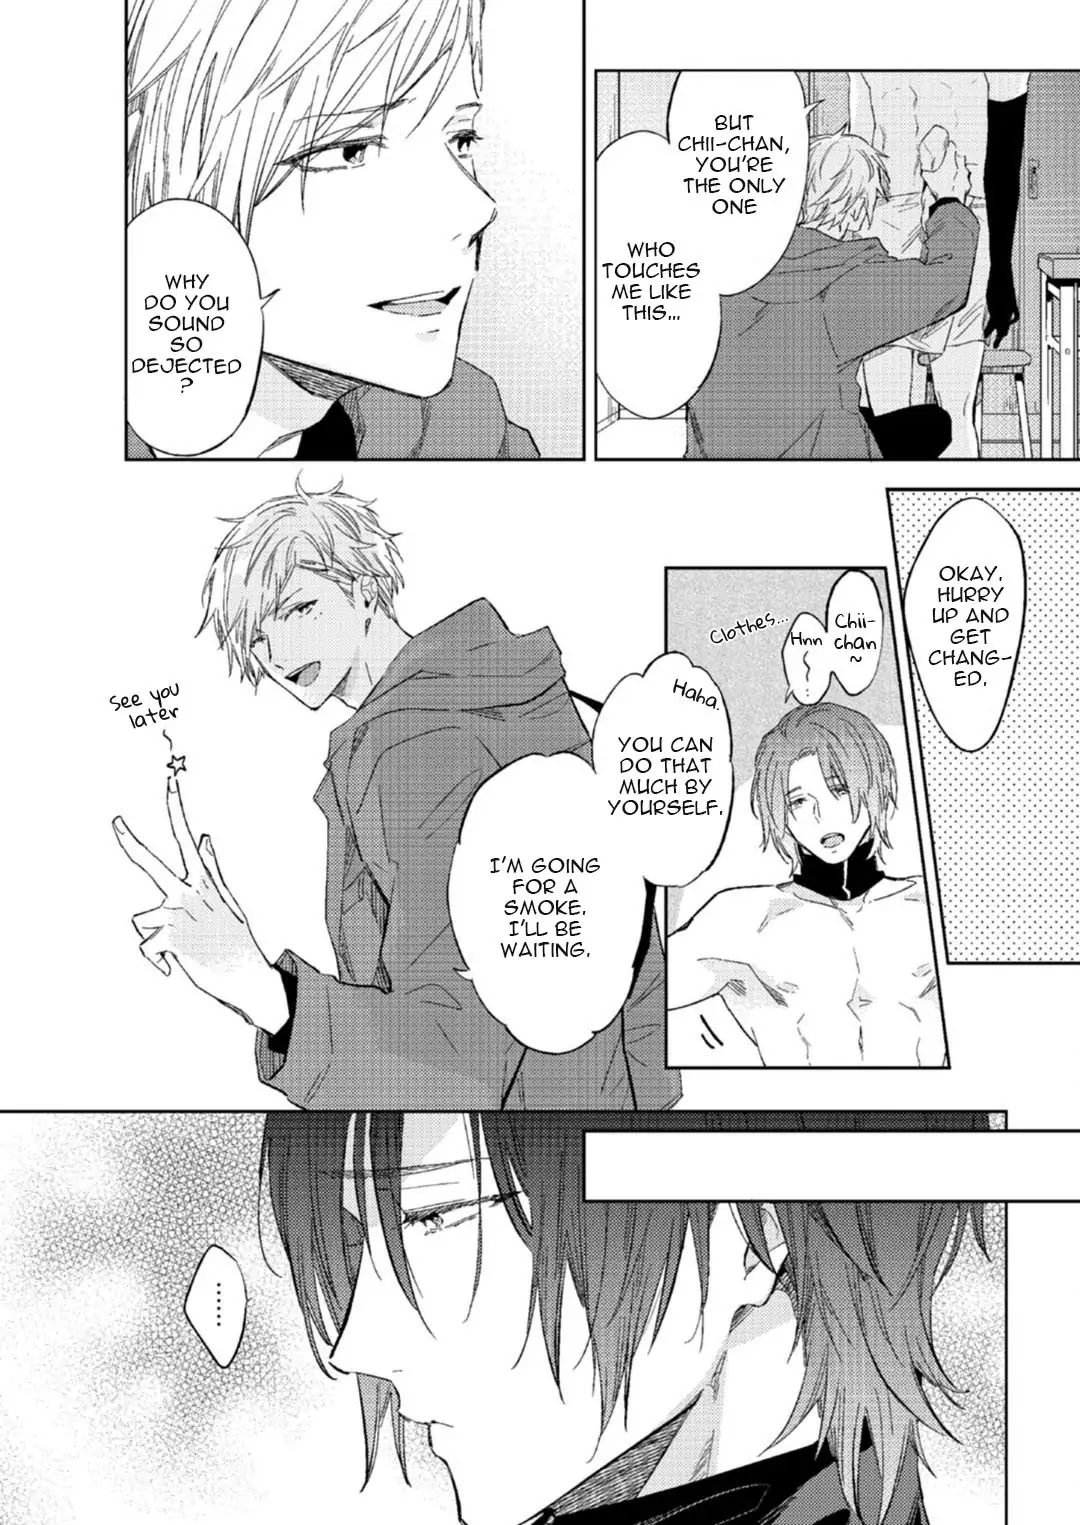 BUT
CHII-CHAN,
YOU'RE
THE ONLY
ONE
WHO
TOUCHES
ME LIKE
THIS...
WHY
DO YOU
SOUND
SO
DEJECTED
?
OKAY,
HURRY
UP AND
GET
CHANG-
ED.
Chii-
chan
~
Hnn
Clothes...
Haha.
YOU CAN
DO THAT
MUCH BY
YOURSELF.
I'M GOING
FOR A
SMOKE.
I'LL BE
WAITING.
See you
later
~
☆
......